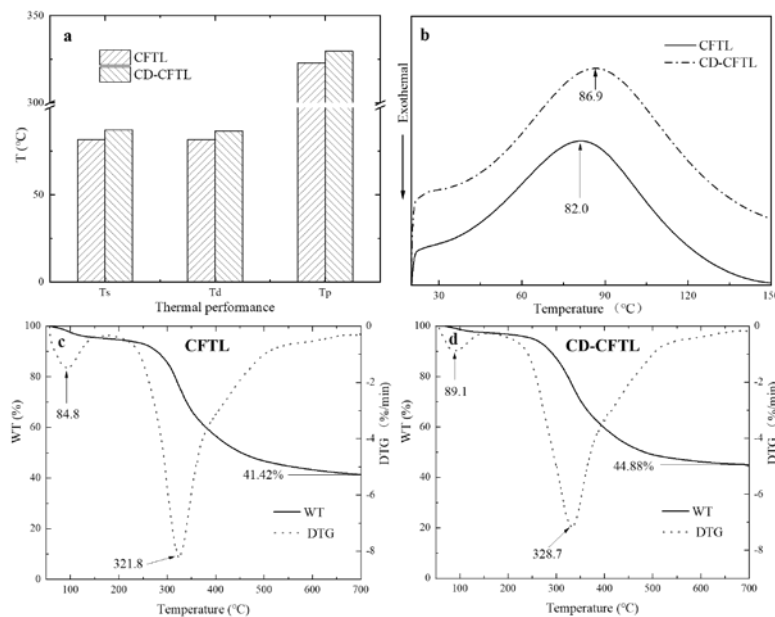 a
350
300
50
0
T (°C)
CFTL
CD-CFTL
Ts Td Tp
Thermal performance
b
CFTL
CD-CFTL
Exothermal
86.9
82.0
30 60 90 120 150
Temperature （°C）
c
CFTL
100
80
60
40
20
0
WT (%)
84.8
41.42%
WT
DTG
321.8
0
-2
-4
-6
-8
DTG （%/min)
100 200 300 400 500 600 700
Temperature (°C)
d
CD-CFTL
100
80
60
40
20
0
WT (%)
89.1
44.88%
WT
DTG
328.7
0
-2
-4
-6
-8
DTG （%/min)
100 200 300 400 500 600 700
Temperature (°C)